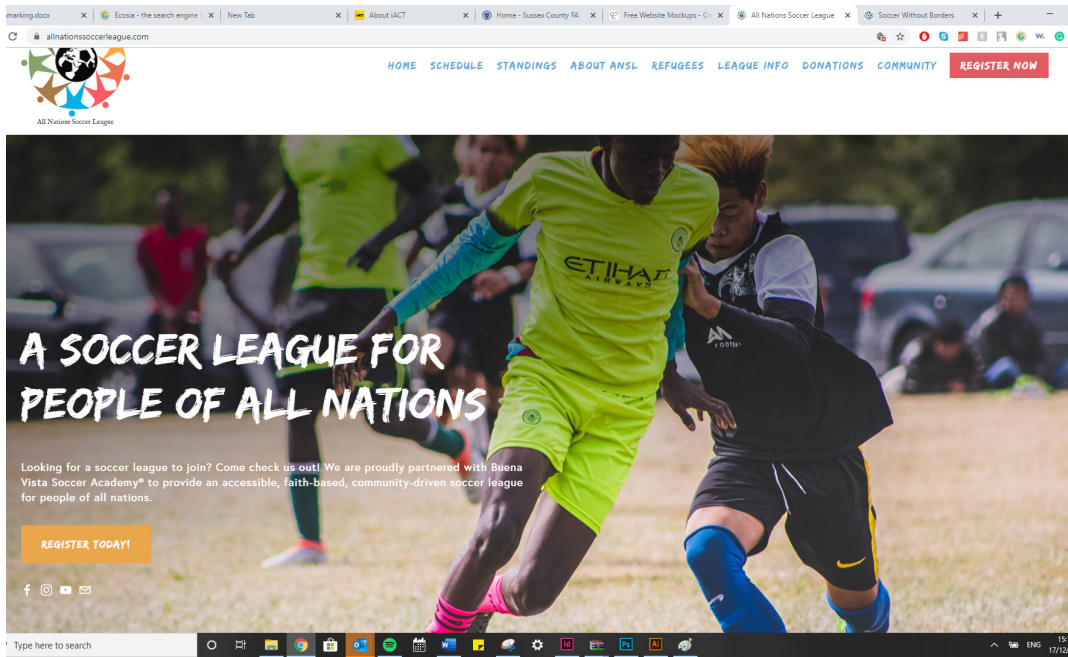 marking.docx
Ecosia - the search engine
New Tab
About iACT
Home - Sussex County FA
Free Website Mockups - Cr
All Nations Soccer League
Soccer Without Borders
allnationssoccerleague.com
All Nations Soccer League
HOME SCHEDULE STANDINGS ABOUT ANSL REFUGEES LEAGUE INFO DONATIONS COMMUNITY REGISTER NOW
ETIHAD
AIRWAYS
A SOCCER LEAGUE FOR
PEOPLE OF ALL NATIONS
Looking for a soccer league to join? Come check us out! We are proudly partnered with Buena
Vista Soccer Academy® to provide an accessible, faith-based, community-driven soccer league
for people of all nations.
REGISTER TODAY!
Type here to search
ENG
15:
17/12/